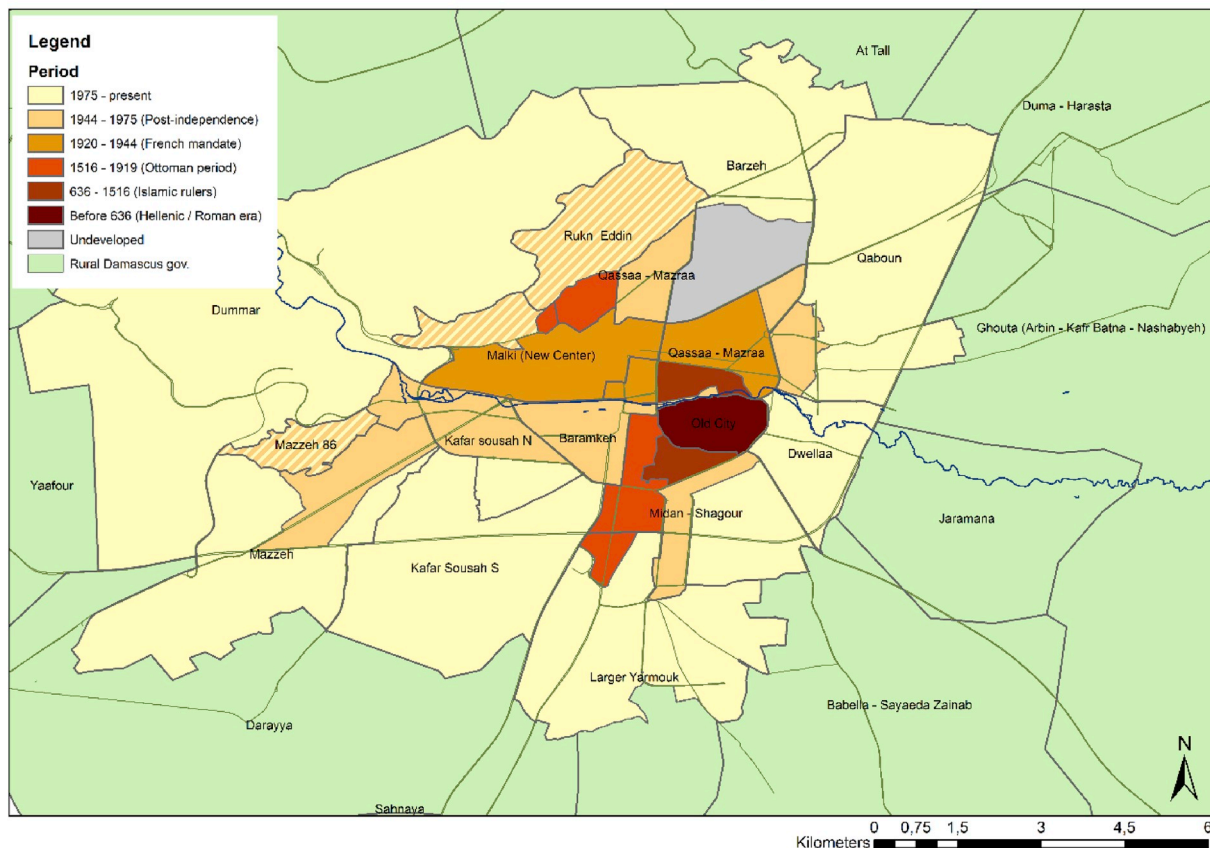 Legend
Period
1975 - present
1944 - 1975 (Post-independence)
1920 - 1944 (French mandate)
1516 - 1919 (Ottoman period)
636 - 1516 (Islamic rulers)
Before 636 (Hellenic / Roman era)
Undeveloped
Rural Damascus gov.
At Tall
Duma - Harasta
Barzeh
Rukn Eddin
Qassaa - Mazraa
Qaboun
Dummar
Ghouta (Arbin - Kafr Batna - Nashabyeh)
Malki (New Center)
Qassaa - Mazraa
Old City
Mazzeh 86
Kafar sousah N
Baramkeh
Dwellaa
Yaafour
Midan - Shagour
Jaramana
Mazzeh
Kafar Sousah S
Larger Yarmouk
Babella - Sayaeda Zainab
Darayya
Sahnaya
N
Kilometers
0 0,75 1,5 3 4,5 6